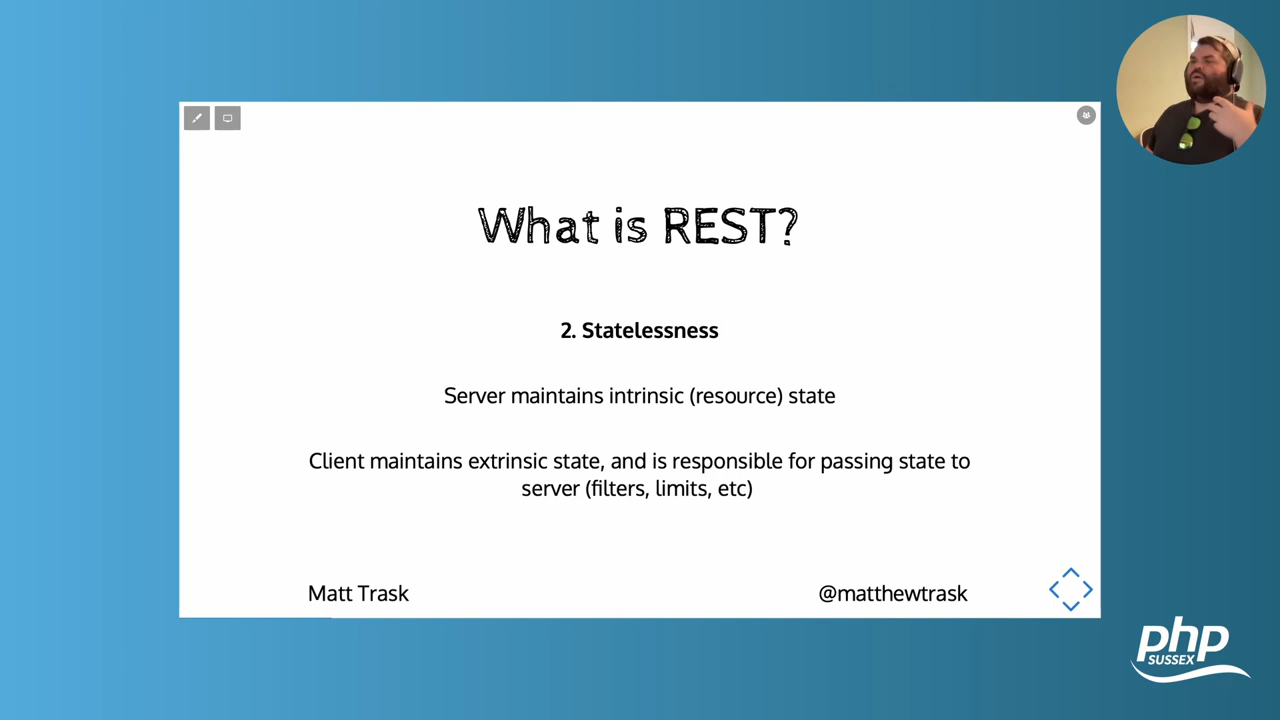 What is REST?
2. Statelessness
Server maintains intrinsic (resource) state
Client maintains extrinsic state, and is responsible for passing state to
server (filters, limits, etc)
Matt Trask
@matthewtrask
php
SUSSEX